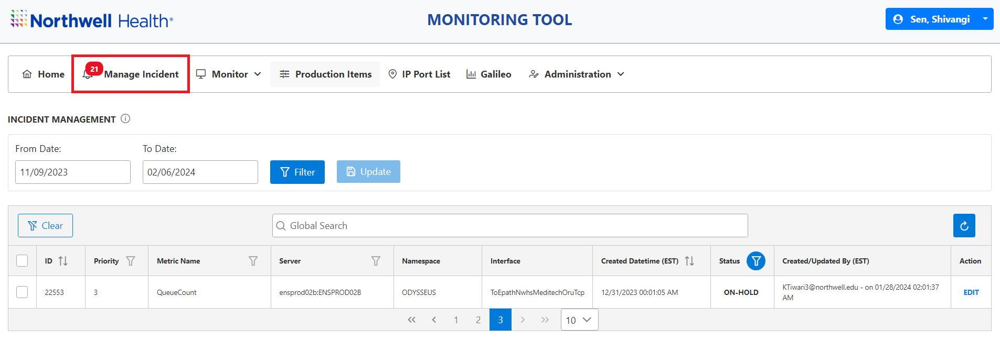 Northwell Health®
MONITORING TOOL
Sen, Shivangi
Home
21
Manage Incident
Monitor
Production Items
IP Port List
Galileo
Administration
INCIDENT MANAGEMENT
From Date:
To Date:
11/09/2023
02/06/2024
Filter
Update
Clear
Global Search
ID
Priority
Metric Name
Server
Namespace
Interface
Created Datetime (EST)
Status
Created/Updated By (EST)
Action
22553
3
QueueCount
ensprod02b:ENSPROD02B
ODYSSEUS
ToEpathNwhsMeditechOruTcp
12/31/2023 00:01:05 AM
ON-HOLD
KTiwari3@northwell.edu - on 01/28/2024 02:01:37
AM
EDIT
1
2
3
10